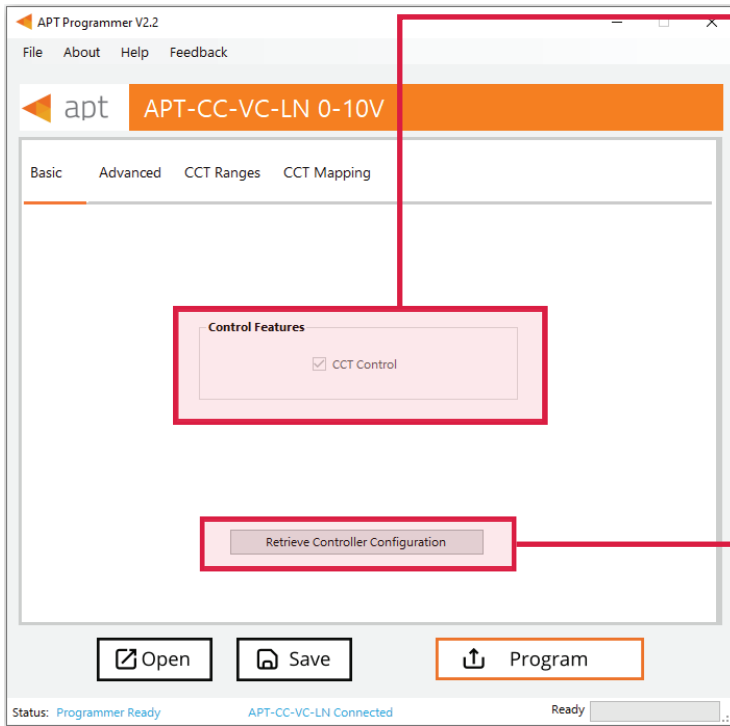 APT Programmer V2.2
File About Help Feedback
apt APT-CC-VC-LN 0-10V
Basic Advanced CCT Ranges CCT Mapping
Control Features
CCT Control
Retrieve Controller Configuration
Open Save Program
Status: Programmer Ready APT-CC-VC-LN Connected Ready